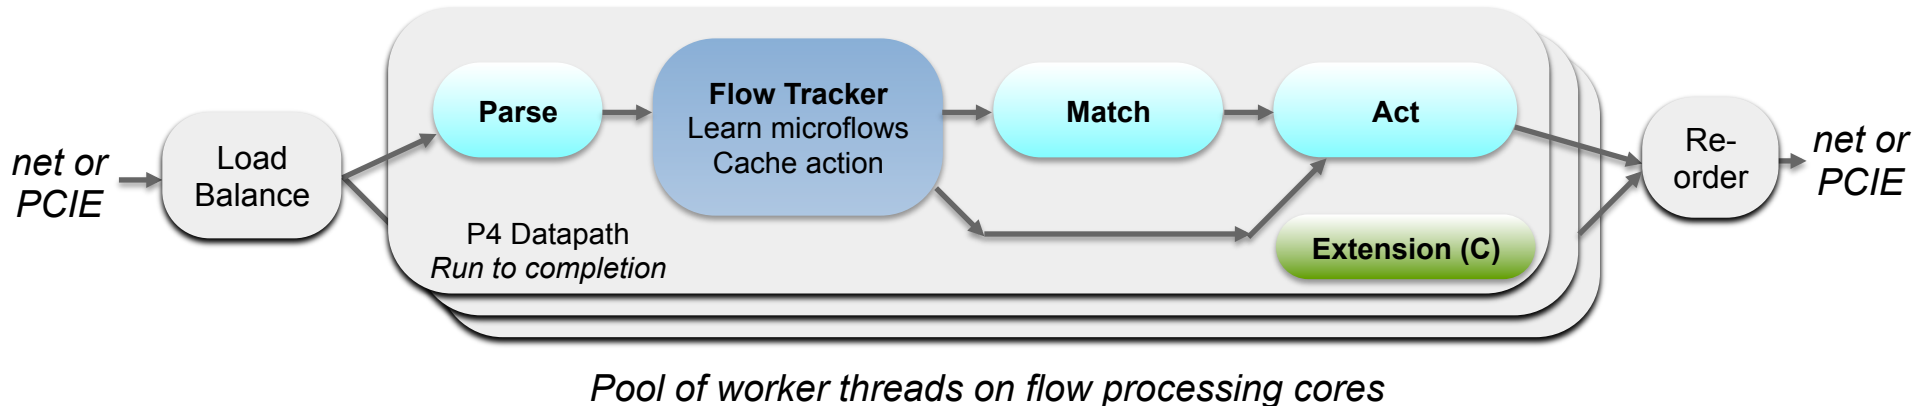 net or
PCIE
Load
Balance
Parse
Flow Tracker
Learn microflows
Cache action
Match
Act
P4 Datapath
Run to completion
Extension (C)
Re-
order
net or
PCIE
Pool of worker threads on flow processing cores